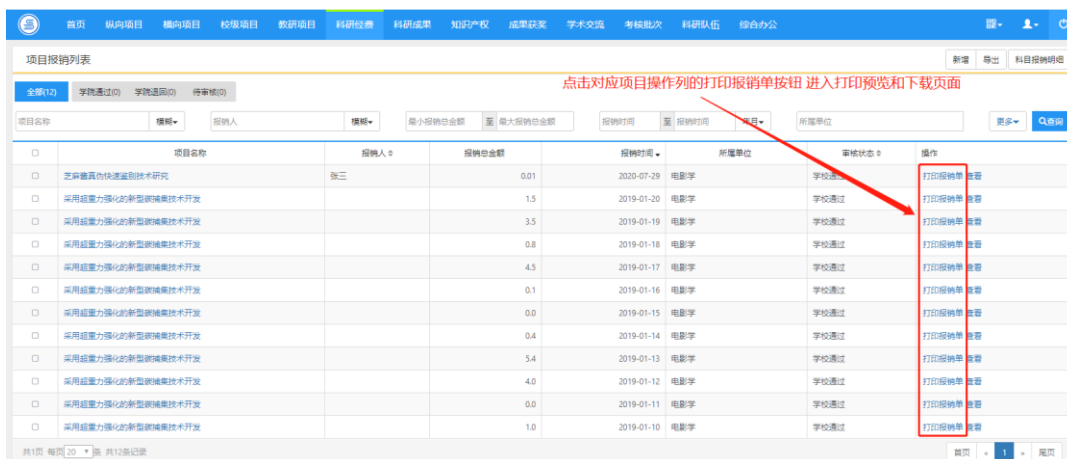 首页 纵向项目 横向项目 校级项目 教研项目 科研经费 科研成果 知识产权 成果获奖 学术交流 考核批次 科研队伍 综合办公
项目报销列表 新增 导出 科目报销明细
点击对应项目操作列的打印报销单按钮 进入打印预览和下载页面
全部(12) 学院通过(0) 学院退回(0) 待审核(0)
项目名称 模糊 报销人 模糊 最小报销总金额 至 最大报销总金额 报销时间 至 报销时间 年月 所属单位 更多 查询
项目名称 报销人 报销总金额 报销时间 所属单位 审核状态 操作
芝麻酱真伪快速鉴别技术研究 张三 0.01 2020-07-29 电影学 学校通过 打印报销单 查看
采用超重力强化的新型碳捕集技术开发 1.5 2019-01-20 电影学 学校通过 打印报销单 查看
采用超重力强化的新型碳捕集技术开发 3.5 2019-01-19 电影学 学校通过 打印报销单 查看
采用超重力强化的新型碳捕集技术开发 0.8 2019-01-18 电影学 学校通过 打印报销单 查看
采用超重力强化的新型碳捕集技术开发 4.5 2019-01-17 电影学 学校通过 打印报销单 查看
采用超重力强化的新型碳捕集技术开发 0.1 2019-01-16 电影学 学校通过 打印报销单 查看
采用超重力强化的新型碳捕集技术开发 0.0 2019-01-15 电影学 学校通过 打印报销单 查看
采用超重力强化的新型碳捕集技术开发 0.4 2019-01-14 电影学 学校通过 打印报销单 查看
采用超重力强化的新型碳捕集技术开发 5.4 2019-01-13 电影学 学校通过 打印报销单 查看
采用超重力强化的新型碳捕集技术开发 4.0 2019-01-12 电影学 学校通过 打印报销单 查看
采用超重力强化的新型碳捕集技术开发 0.0 2019-01-11 电影学 学校通过 打印报销单 查看
采用超重力强化的新型碳捕集技术开发 1.0 2019-01-10 电影学 学校通过 打印报销单 查看
共1页 每页 20 条 共12条记录 首页 « 1 » 尾页